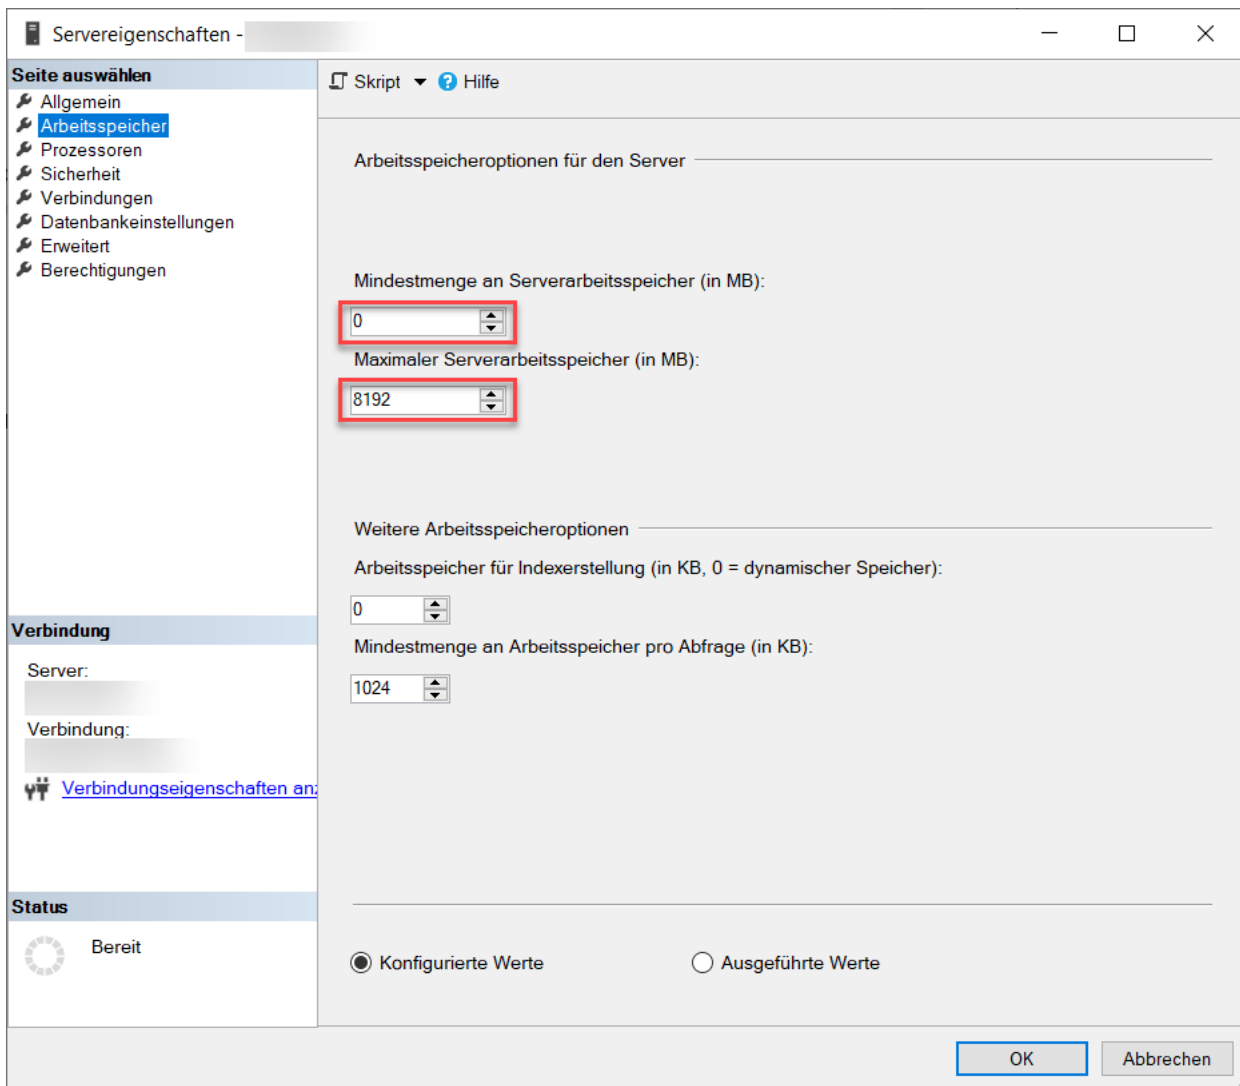 Servereigenschaften -
Seite auswählen
Allgemein
Arbeitsspeicher
Prozessoren
Sicherheit
Verbindungen
Datenbankeinstellungen
Erweitert
Berechtigungen
Skript
Hilfe
Arbeitsspeicheroptionen für den Server
Mindestmenge an Serverarbeitsspeicher (in MB):
0
Maximaler Serverarbeitsspeicher (in MB):
8192
Weitere Arbeitsspeicheroptionen
Arbeitsspeicher für Indexerstellung (in KB, 0 = dynamischer Speicher):
0
Mindestmenge an Arbeitsspeicher pro Abfrage (in KB):
1024
Verbindung
Server:
Verbindung:
Verbindungseigenschaften
Status
Bereit
Konfigurierte Werte
Ausgeführte Werte
OK
Abbrechen